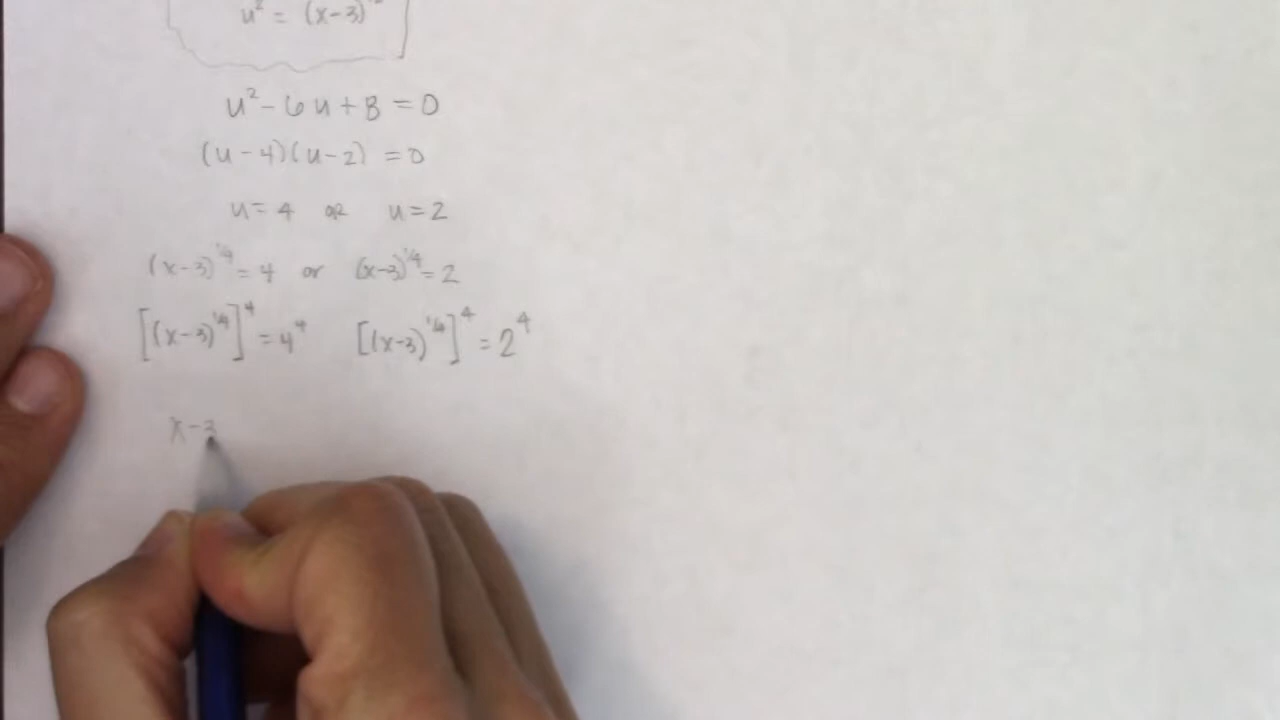 u² = (x-3)
u² - 6u + 8 = 0
(u - 4)(u - 2) = 0
u = 4 or u = 2
(x-3)^1/4 = 4 or (x-3)^1/4 = 2
[(x-3)^1/4]^4 = 4^4 [(x-3)^1/4]^4 = 2^4
x - 3